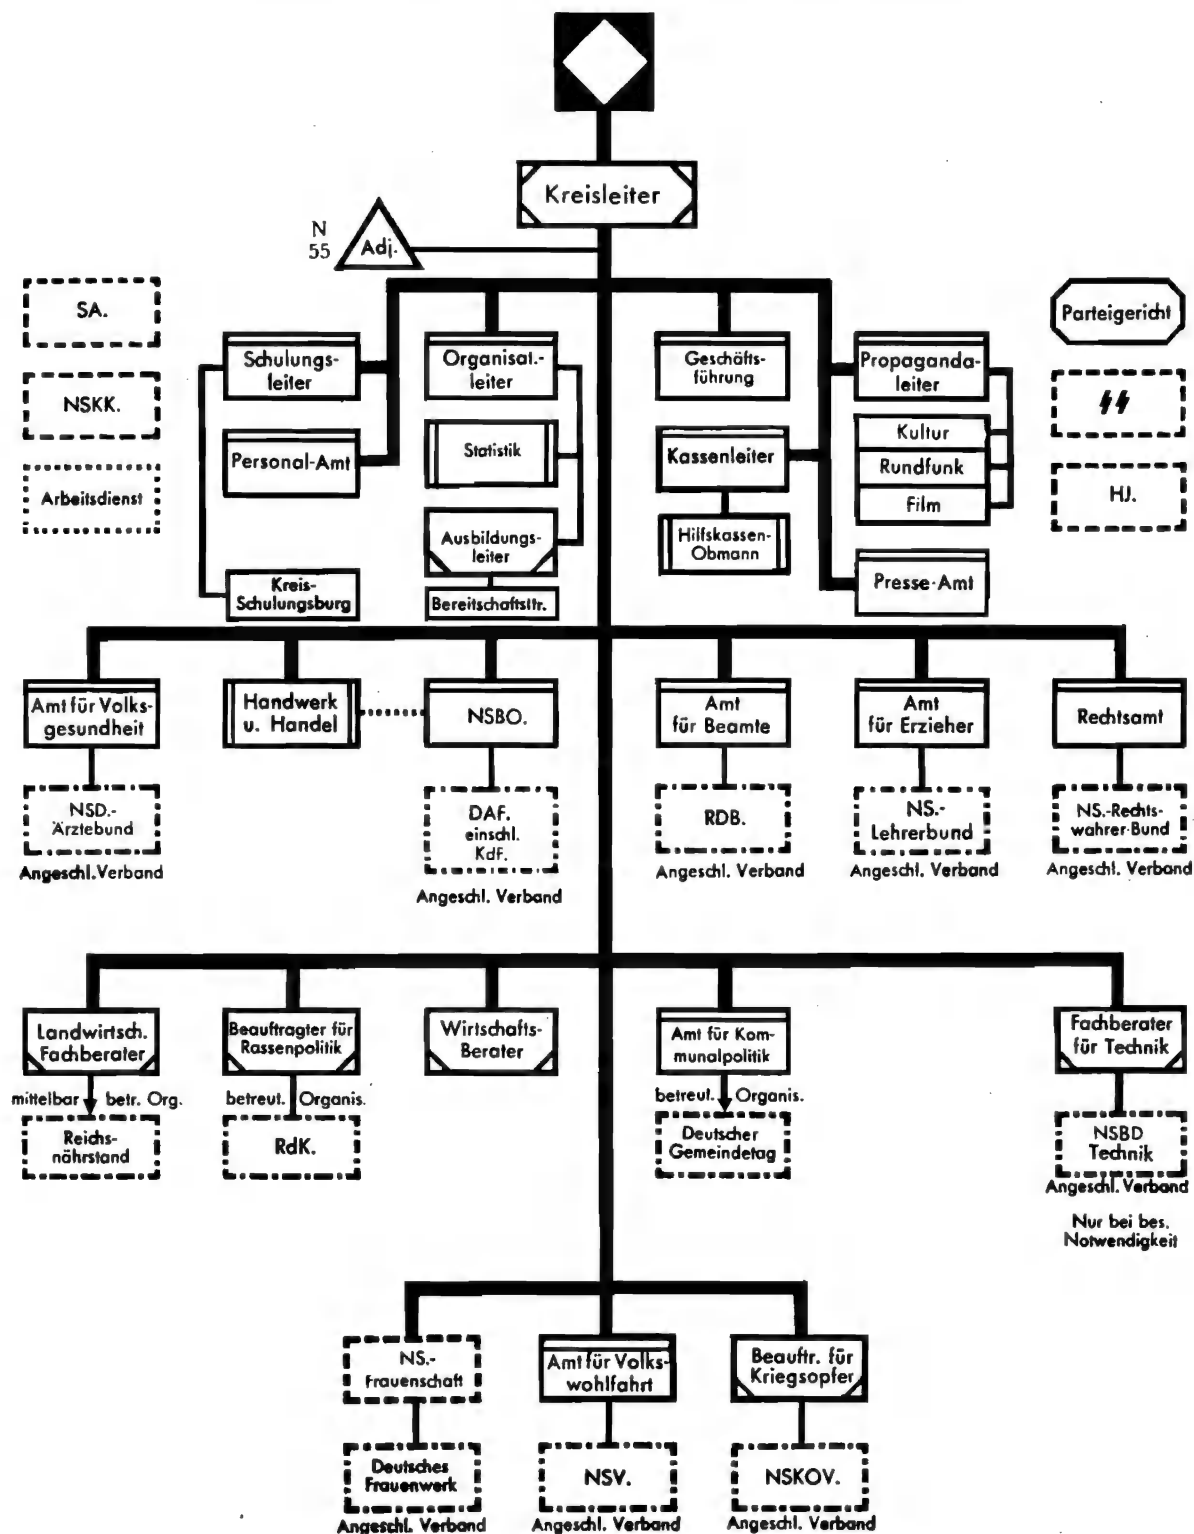 Kreisleiter
N
55
Adj.
SA.
NSKK.
Arbeitsdienst
Schulungs-
leiter
Personal-Amt
Kreis-
Schulungsburg
Organisat.-
leiter
Statistik
Ausbildungs-
leiter
Bereitschaftsltr.
Geschäfts-
führung
Kassenleiter
Hilfskassen-
Obmann
Propaganda-
leiter
Kultur
Rundfunk
Film
Presse-Amt
Parteigericht
ϟϟ
HJ.
Amt für Volks-
gesundheit
Handwerk
u. Handel
NSBO.
Amt
für Beamte
Amt
für Erzieher
Rechtsamt
NSD.-
Ärztebund
Angeschl. Verband
DAF.
einschl.
KdF.
Angeschl. Verband
RDB.
Angeschl. Verband
NS.-
Lehrerbund
Angeschl. Verband
NS.-Rechts-
wahrer-Bund
Angeschl. Verband
Landwirtsch.
Fachberater
mittelbar betr. Org.
Reichs-
nährstand
Beauftragter für
Rassenpolitik
betreut. Organis.
RdK.
Wirtschafts-
Berater
Amt für Kom-
munalpolitik
betreut. Organis.
Deutscher
Gemeindetag
Fachberater
für Technik
NSBD
Technik
Angeschl. Verband
Nur bei bes.
Notwendigkeit
NS.-
Frauenschaft
Deutsches
Frauenwerk
Angeschl. Verband
Amt für Volks-
wohlfahrt
NSV.
Angeschl. Verband
Beauftr. für
Kriegsopfer
NSKOV.
Angeschl. Verband